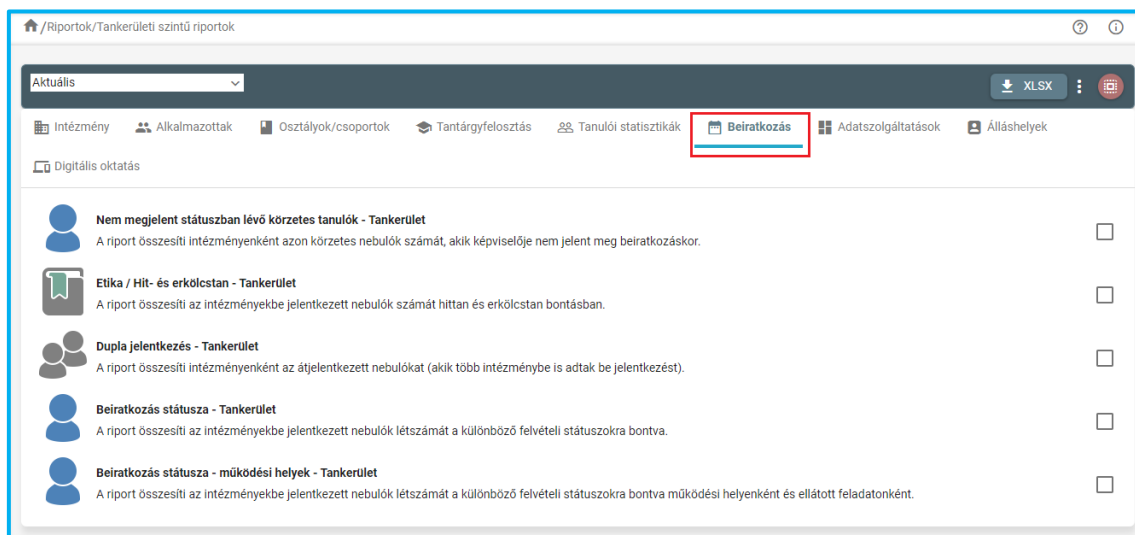 /Riportok/Tankerületi szintű riportok
Aktuális
XLSX
Intézmény Alkalmazottak Osztályok/csoportok Tantárgyfelosztás Tanulói statisztikák Beiratkozás Adatszolgáltatások Álláshelyek
Digitális oktatás
Nem megjelent státuszban lévő körzetes tanulók - Tankerület
A riport összesíti intézményenként azon körzetes nebulók számát, akik képviselője nem jelent meg beiratkozáskor.
Etika / Hit- és erkölcstan - Tankerület
A riport összesíti az intézményekbe jelentkezett nebulók számát hittan és erkölcstan bontásban.
Dupla jelentkezés - Tankerület
A riport összesíti intézményenként az átjelentkezett nebulókat (akik több intézménybe is adtak be jelentkezést).
Beiratkozás státusza - Tankerület
A riport összesíti az intézményekbe jelentkezett nebulók létszámát a különböző felvételi státuszokra bontva.
Beiratkozás státusza - működési helyek - Tankerület
A riport összesíti az intézményekbe jelentkezett nebulók létszámát a különböző felvételi státuszokra bontva működési helyenként és ellátott feladatonként.